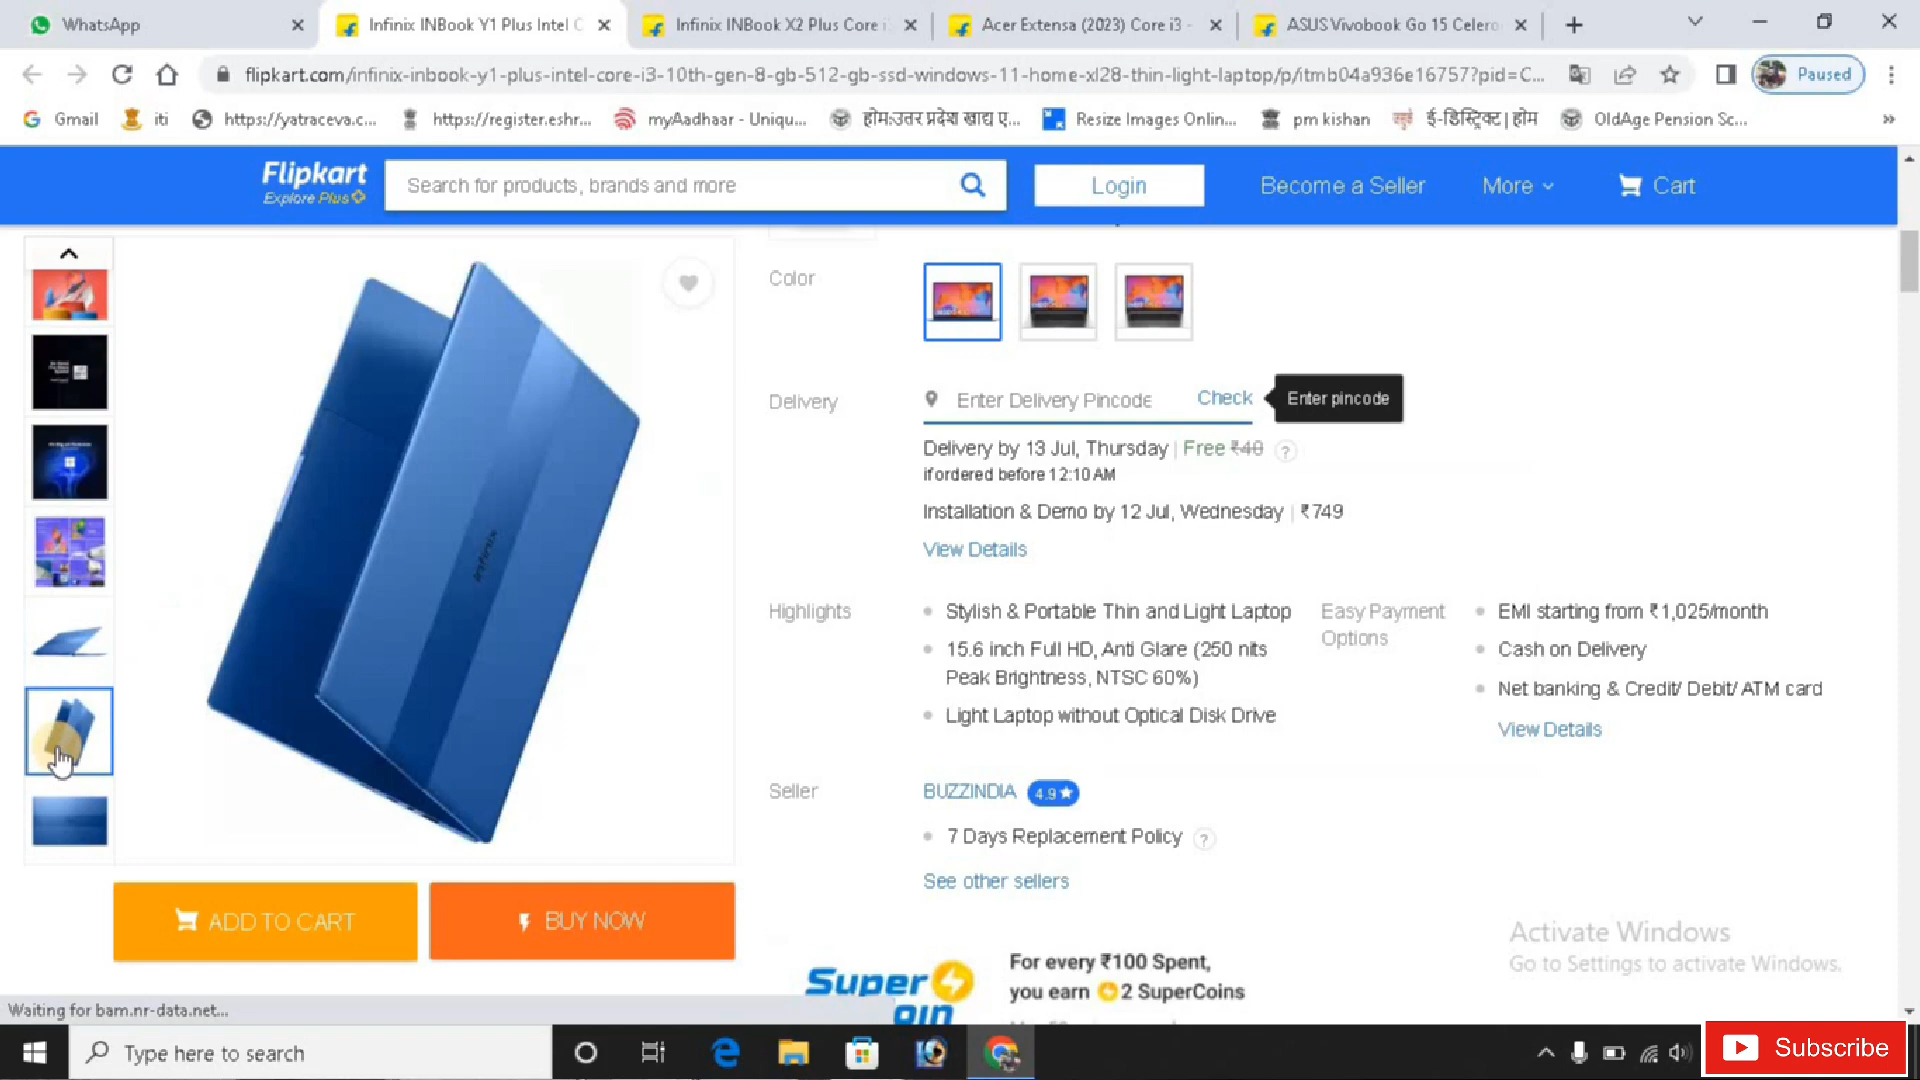 WhatsApp
Infinix INBook Y1 Plus Intel C
Infinix INBook X2 Plus Core i
Acer Extensa (2023) Core i3 -
ASUS Vivobook Go 15 Celero
flipkart.com/infinix-inbook-y1-plus-intel-core-i3-10th-gen-8-gb-512-gb-ssd-windows-11-home-xl28-thin-light-laptop/p/itmb04a936e16757?pid=C...
Paused
Gmail
iti
https://yatraceva.c...
https://register.eshr...
myAadhaar - Uniqu...
होम:उत्तर प्रदेश खाद्य ए...
Resize Images Onlin...
pm kishan
ई-डिस्ट्रिक्ट | होम
OldAge Pension Sc...
Flipkart
Explore Plus
Search for products, brands and more
Login
Become a Seller
More
Cart
Color
Delivery
Enter Delivery Pincode
Check
Enter pincode
Delivery by 13 Jul, Thursday | Free ₹40 ?
if ordered before 12:10 AM
Installation & Demo by 12 Jul, Wednesday | ₹749
View Details
Highlights
Stylish & Portable Thin and Light Laptop
15.6 inch Full HD, Anti Glare (250 nits
Peak Brightness, NTSC 60%)
Light Laptop without Optical Disk Drive
Easy Payment
Options
EMI starting from ₹1,025/month
Cash on Delivery
Net banking & Credit/ Debit/ ATM card
View Details
Seller
BUZZINDIA 4.9★
7 Days Replacement Policy ?
See other sellers
Infinix
ADD TO CART
BUY NOW
Super
For every ₹100 Spent,
you earn 2 SuperCoins
Activate Windows
Go to Settings to activate Windows.
Waiting for bam.nr-data.net...
Type here to search
Subscribe